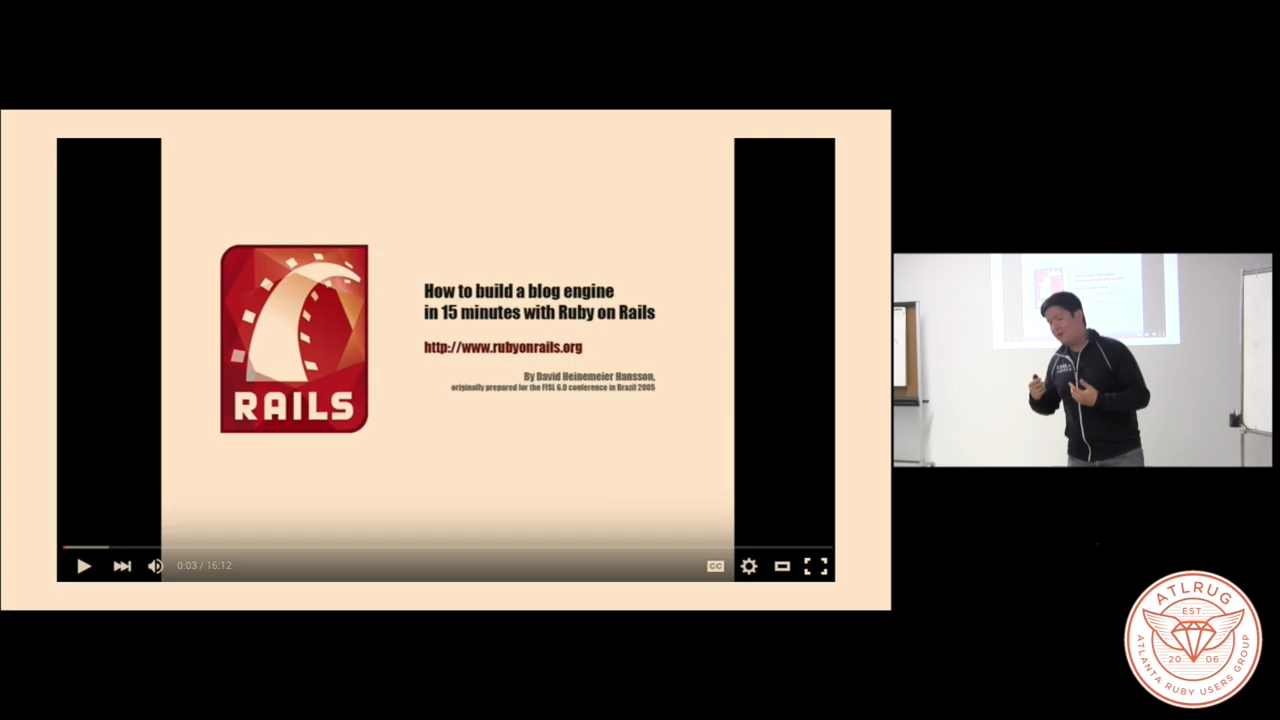 How to build a blog engine
in 15 minutes with Ruby on Rails
http://www.rubyonrails.org
By David Heinemeier Hansson,
originally prepared for the FISL 6.0 conference in Brazil 2005
RAILS
0:03 / 16:12
CC
ATLRUG
EST.
20 06
ATLANTA RUBY USERS GROUP